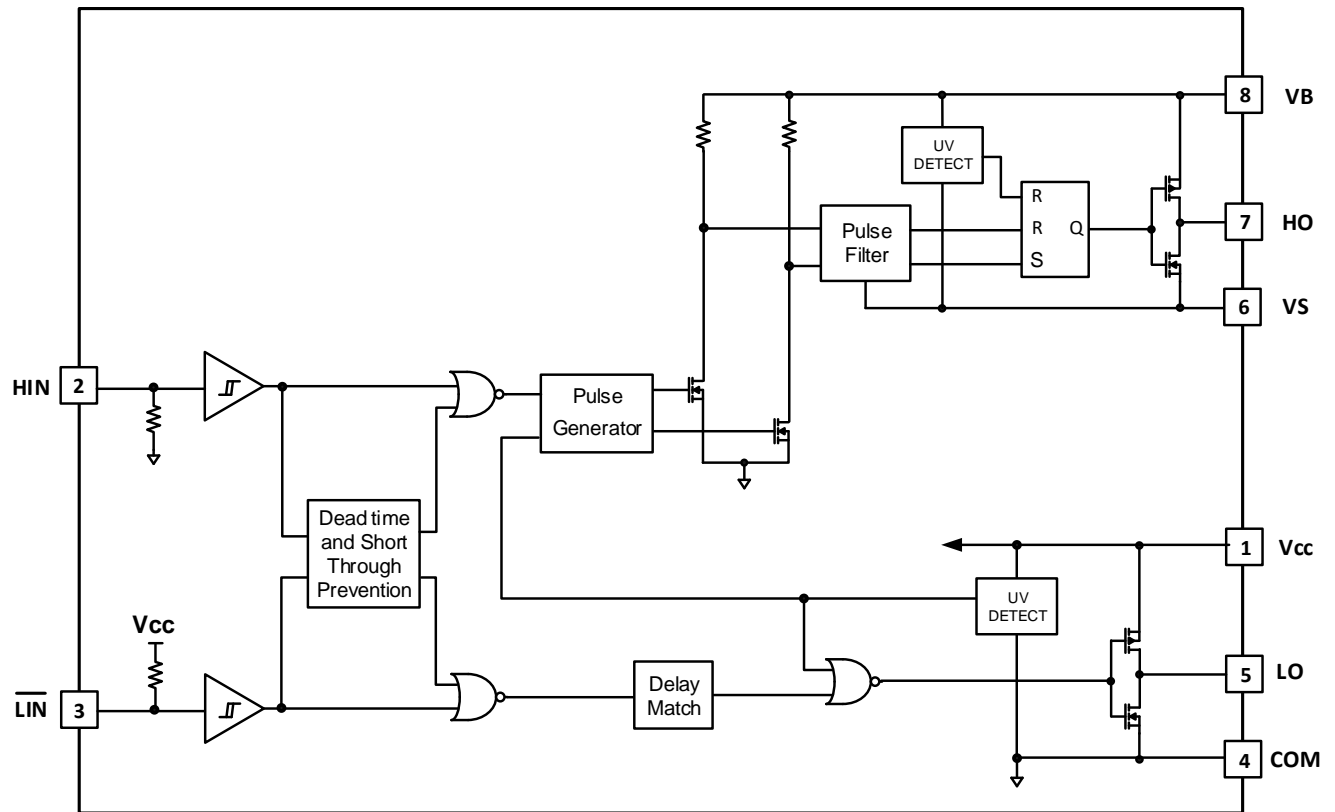 8 VB
UV
DETECT
R
R Q
S
Pulse
Filter
7 HO
6 VS
HIN 2
Pulse
Generator
Dead time
and Short
Through
Prevention
1 Vcc
UV
DETECT
Vcc
LIN 3
Delay
Match
5 LO
4 COM